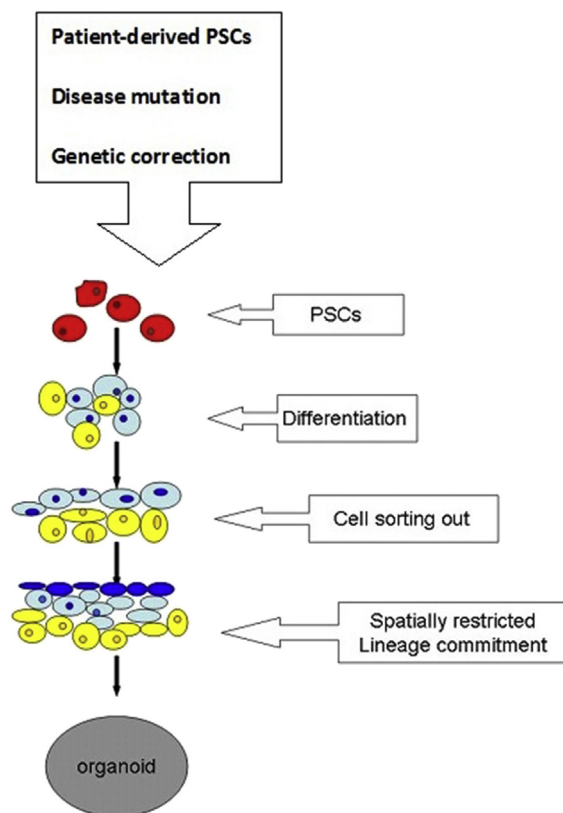 Patient-derived PSCs
Disease mutation
Genetic correction
PSCs
Differentiation
Cell sorting out
Spatially restricted
Lineage commitment
organoid